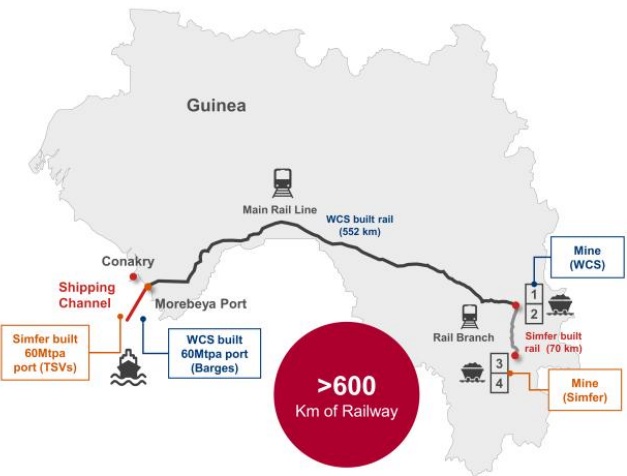 Guinea
Main Rail Line
WCS built rail
(552 km)
Conakry
Shipping
Channel
Morebeya Port
Simfer built
60Mtpa
port (TSVs)
WCS built
60Mtpa port
(Barges)
>600
Km of Railway
Mine
(WCS)
1
2
Rail Branch
Simfer built
rail (70 km)
3
4
Mine
(Simfer)